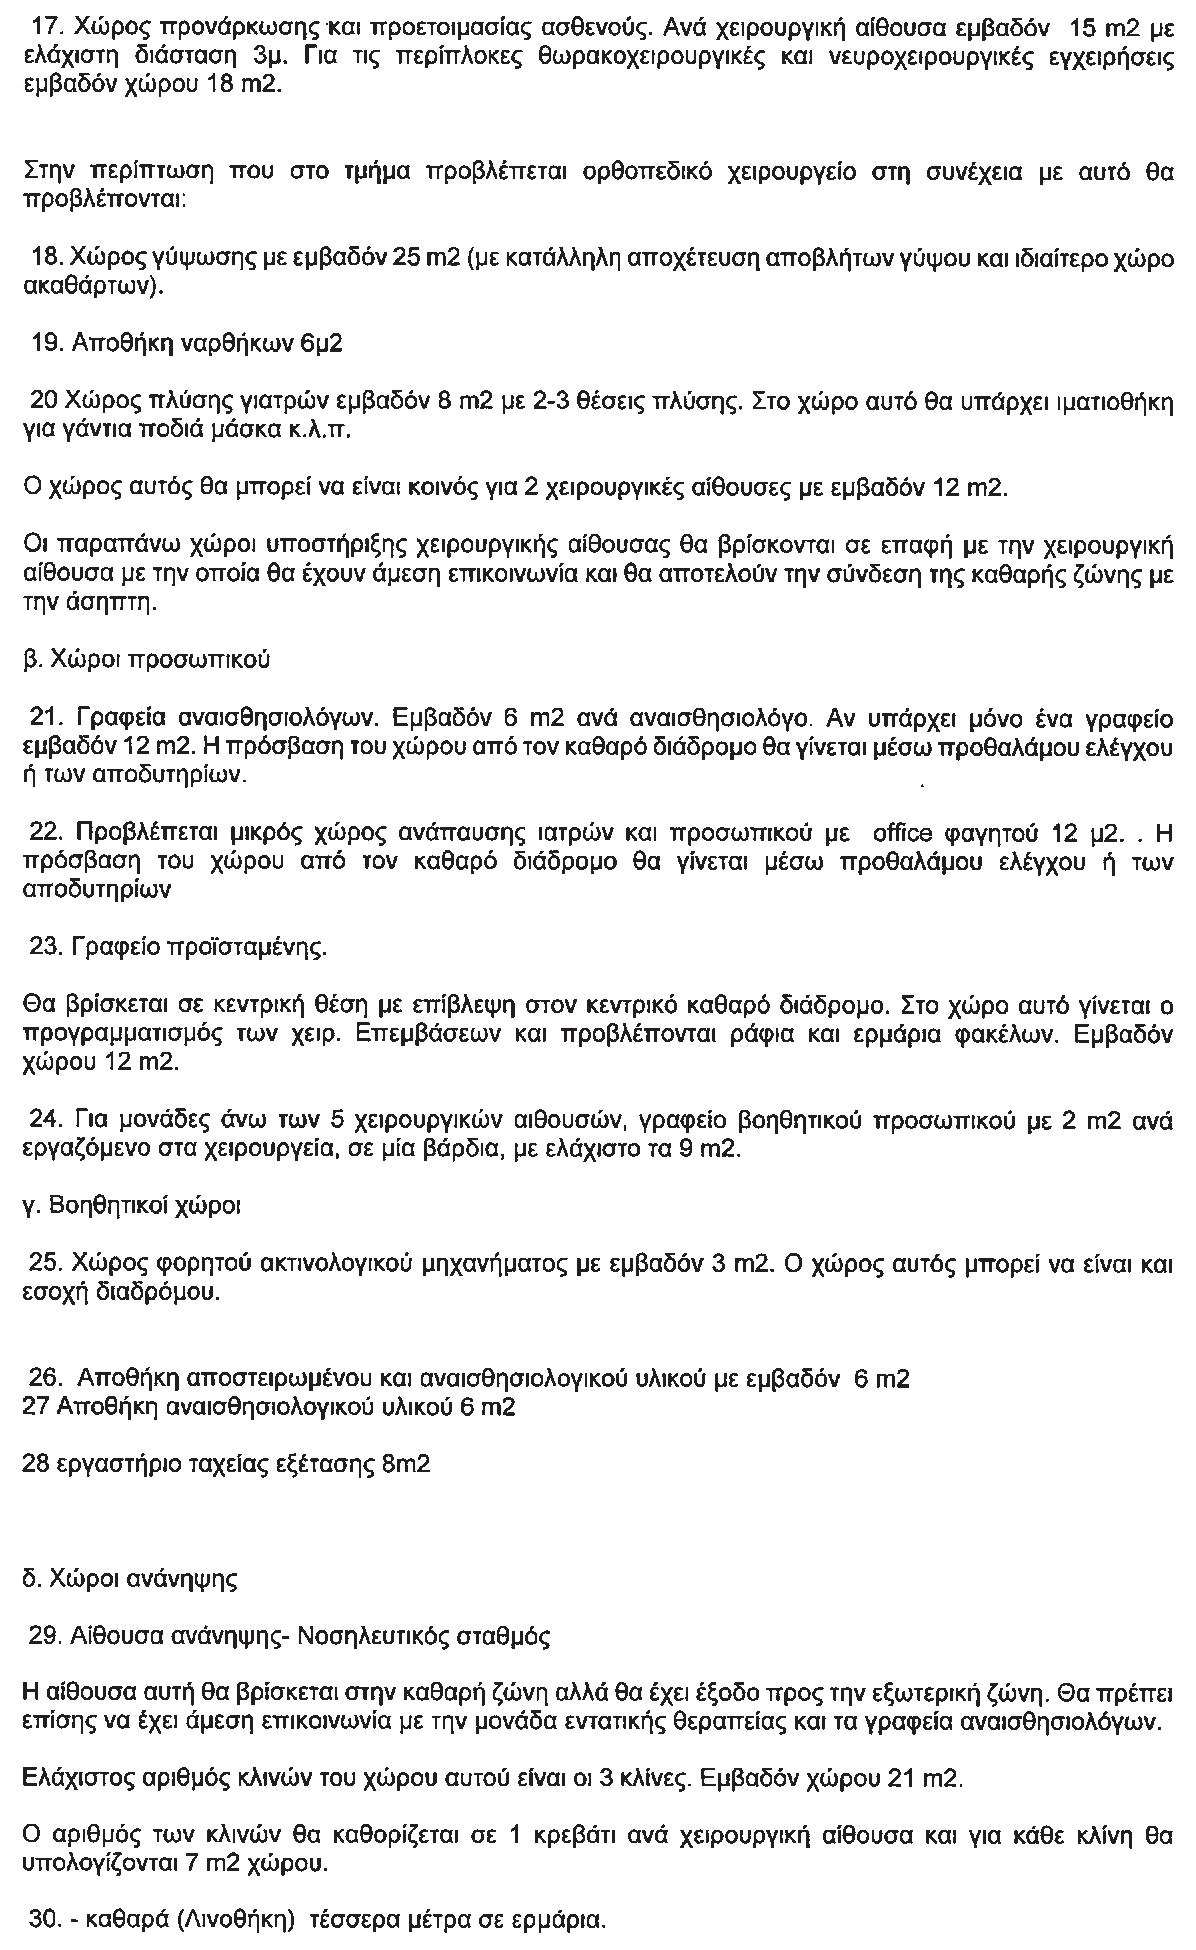 17. Χώρος προνάρκωσης και προετοιμασίας ασθενούς. Ανά χειρουργική αίθουσα εμβαδόν 15 m2 με
ελάχιστη διάσταση 3μ. Για τις περίπλοκες θωρακοχειρουργικές και νευροχειρουργικές εγχειρήσεις
εμβαδόν χώρου 18 m2.
Στην περίπτωση που στο τμήμα προβλέπεται ορθοπεδικό χειρουργείο στη συνέχεια με αυτό θα
προβλέπονται:
18. Χώρος γύψωσης με εμβαδόν 25 m2 (με κατάλληλη αποχέτευση αποβλήτων γύψου και ιδιαίτερο χώρο
ακαθάρτων).
19. Αποθήκη ναρθήκων 6μ2
20 Χώρος πλύσης γιατρών εμβαδόν 8 m2 με 2-3 θέσεις πλύσης. Στο χώρο αυτό θα υπάρχει ιματιοθήκη
για γάντια ποδιά μάσκα κ.λ.π.
Ο χώρος αυτός θα μπορεί να είναι κοινός για 2 χειρουργικές αίθουσες με εμβαδόν 12 m2.
Οι παραπάνω χώροι υποστήριξης χειρουργικής αίθουσας θα βρίσκονται σε επαφή με την χειρουργική
αίθουσα με την οποία θα έχουν άμεση επικοινωνία και θα αποτελούν την σύνδεση της καθαρής ζώνης με
την άσηπτη.
β. Χώροι προσωπικού
21. Γραφεία αναισθησιολόγων. Εμβαδόν 6 m2 ανά αναισθησιολόγο. Αν υπάρχει μόνο ένα γραφείο
εμβαδόν 12 m2. Η πρόσβαση του χώρου από τον καθαρό διάδρομο θα γίνεται μέσω προθαλάμου ελέγχου
ή των αποδυτηρίων.
22. Προβλέπεται μικρός χώρος ανάπαυσης ιατρών και προσωπικού με office φαγητού 12 μ2. . Η
πρόσβαση του χώρου από τον καθαρό διάδρομο θα γίνεται μέσω προθαλάμου ελέγχου ή των
αποδυτηρίων
23. Γραφείο προϊσταμένης.
Θα βρίσκεται σε κεντρική θέση με επίβλεψη στον κεντρικό καθαρό διάδρομο. Στο χώρο αυτό γίνεται ο
προγραμματισμός των χειρ. Επεμβάσεων και προβλέπονται ράφια και ερμάρια φακέλων. Εμβαδόν
χώρου 12 m2.
24. Για μονάδες άνω των 5 χειρουργικών αιθουσών, γραφείο βοηθητικού προσωπικού με 2 m2 ανά
εργαζόμενο στα χειρουργεία, σε μία βάρδια, με ελάχιστο τα 9 m2.
γ. Βοηθητικοί χώροι
25. Χώρος φορητού ακτινολογικού μηχανήματος με εμβαδόν 3 m2. Ο χώρος αυτός μπορεί να είναι και
εσοχή διαδρόμου.
26. Αποθήκη αποστειρωμένου και αναισθησιολογικού υλικού με εμβαδόν 6 m2
27 Αποθήκη αναισθησιολογικού υλικού 6 m2
28 εργαστήριο ταχείας εξέτασης 8m2
δ. Χώροι ανάνηψης
29. Αίθουσα ανάνηψης- Νοσηλευτικός σταθμός
Η αίθουσα αυτή θα βρίσκεται στην καθαρή ζώνη αλλά θα έχει έξοδο προς την εξωτερική ζώνη. Θα πρέπει
επίσης να έχει άμεση επικοινωνία με την μονάδα εντατικής θεραπείας και τα γραφεία αναισθησιολόγων.
Ελάχιστος αριθμός κλινών του χώρου αυτού είναι οι 3 κλίνες. Εμβαδόν χώρου 21 m2.
Ο αριθμός των κλινών θα καθορίζεται σε 1 κρεβάτι ανά χειρουργική αίθουσα και για κάθε κλίνη θα
υπολογίζονται 7 m2 χώρου.
30. - καθαρά (Λινοθήκη) τέσσερα μέτρα σε ερμάρια.